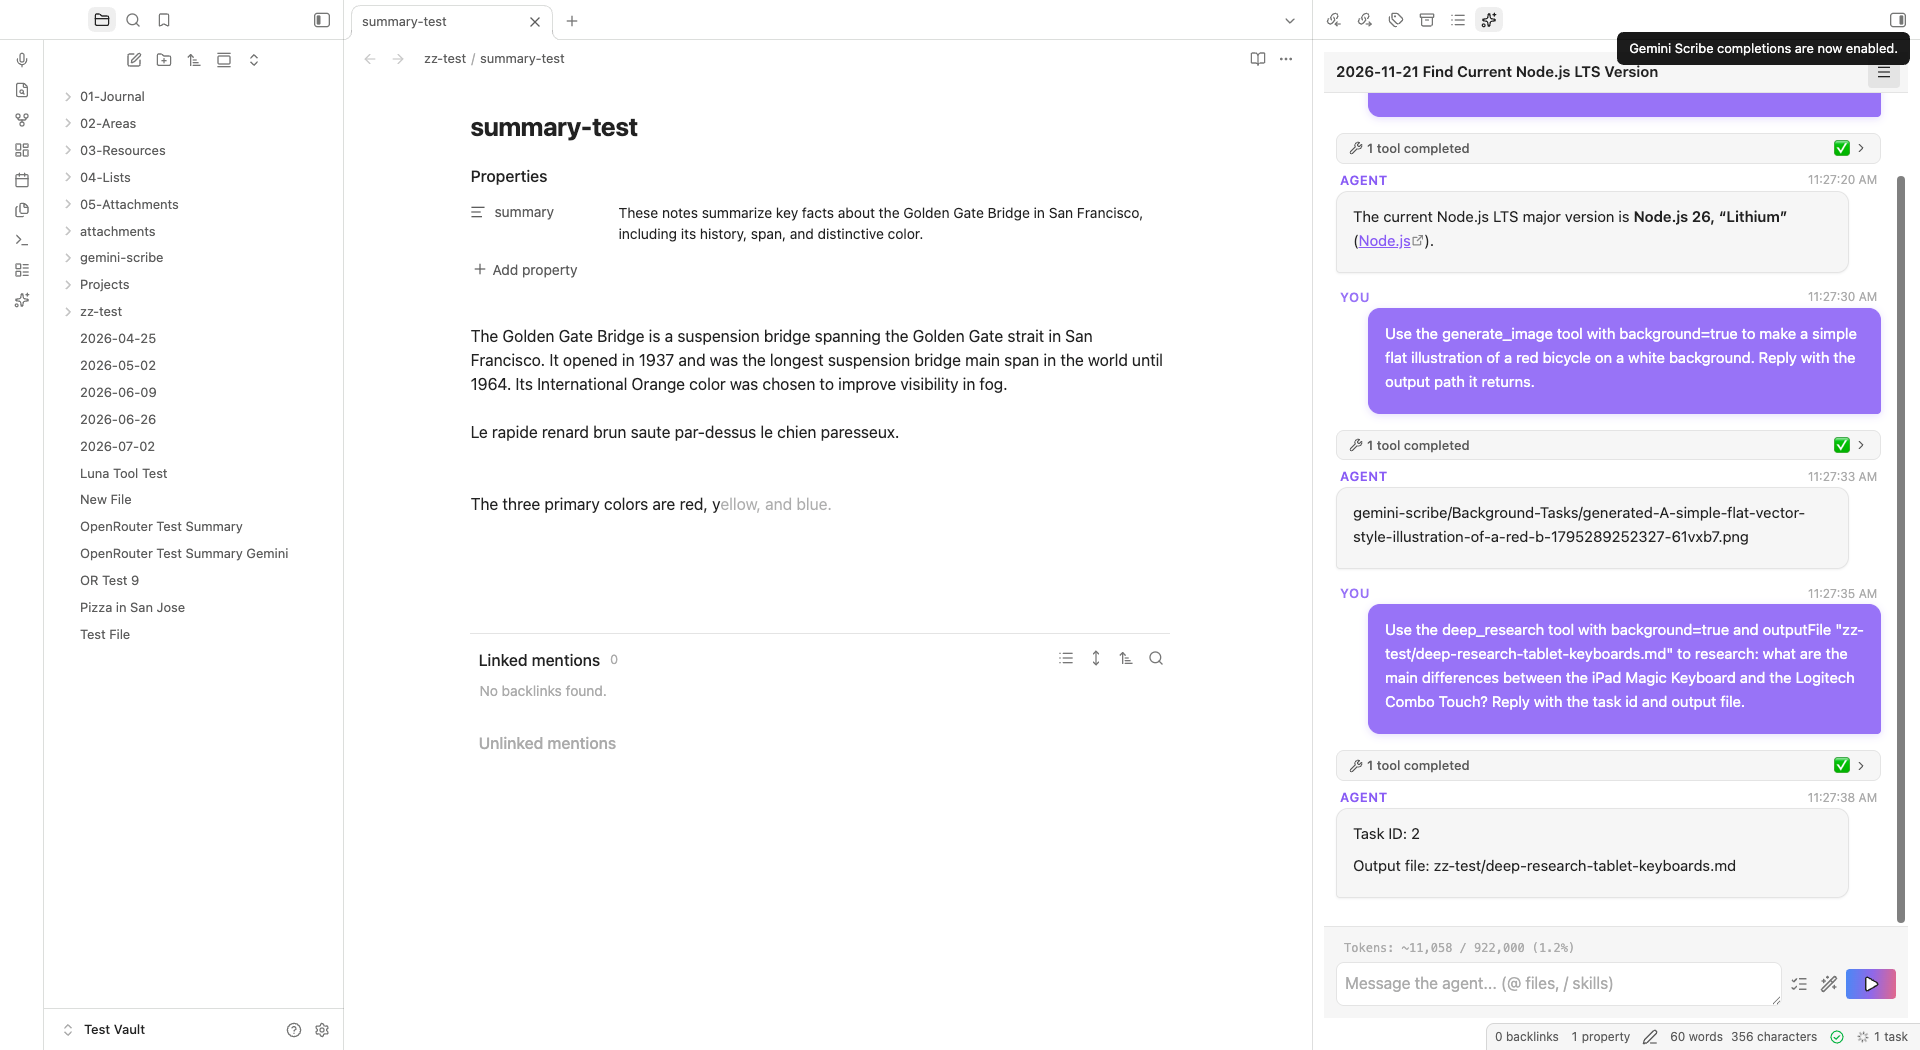 summary-test
Gemini Scribe completions are now enabled.
01-Journal
02-Areas
03-Resources
04-Lists
05-Attachments
attachments
gemini-scribe
Projects
zz-test
2026-04-25
2026-05-02
2026-06-09
2026-06-26
2026-07-02
Luna Tool Test
New File
OpenRouter Test Summary
OpenRouter Test Summary Gemini
OR Test 9
Pizza in San Jose
Test File
Test Vault
zz-test / summary-test
summary-test
Properties
summary
These notes summarize key facts about the Golden Gate Bridge in San Francisco,
including its history, span, and distinctive color.
Add property
The Golden Gate Bridge is a suspension bridge spanning the Golden Gate strait in San
Francisco. It opened in 1937 and was the longest suspension bridge main span in the world until
1964. Its International Orange color was chosen to improve visibility in fog.
Le rapide renard brun saute par-dessus le chien paresseux.
The three primary colors are red, yellow, and blue.
Linked mentions 0
No backlinks found.
Unlinked mentions
2026-11-21 Find Current Node.js LTS Version
1 tool completed
AGENT 11:27:20 AM
The current Node.js LTS major version is Node.js 26, “Lithium”
(Node.js).
YOU 11:27:30 AM
Use the generate_image tool with background=true to make a simple
flat illustration of a red bicycle on a white background. Reply with the
output path it returns.
1 tool completed
AGENT 11:27:33 AM
gemini-scribe/Background-Tasks/generated-A-simple-flat-vector-
style-illustration-of-a-red-b-1795289252327-61vxb7.png
YOU 11:27:35 AM
Use the deep_research tool with background=true and outputFile "zz-
test/deep-research-tablet-keyboards.md" to research: what are the
main differences between the iPad Magic Keyboard and the Logitech
Combo Touch? Reply with the task id and output file.
1 tool completed
AGENT 11:27:38 AM
Task ID: 2
Output file: zz-test/deep-research-tablet-keyboards.md
Tokens: ~11,058 / 922,000 (1.2%)
Message the agent... (@ files, / skills)
0 backlinks 1 property 60 words 356 characters 1 task